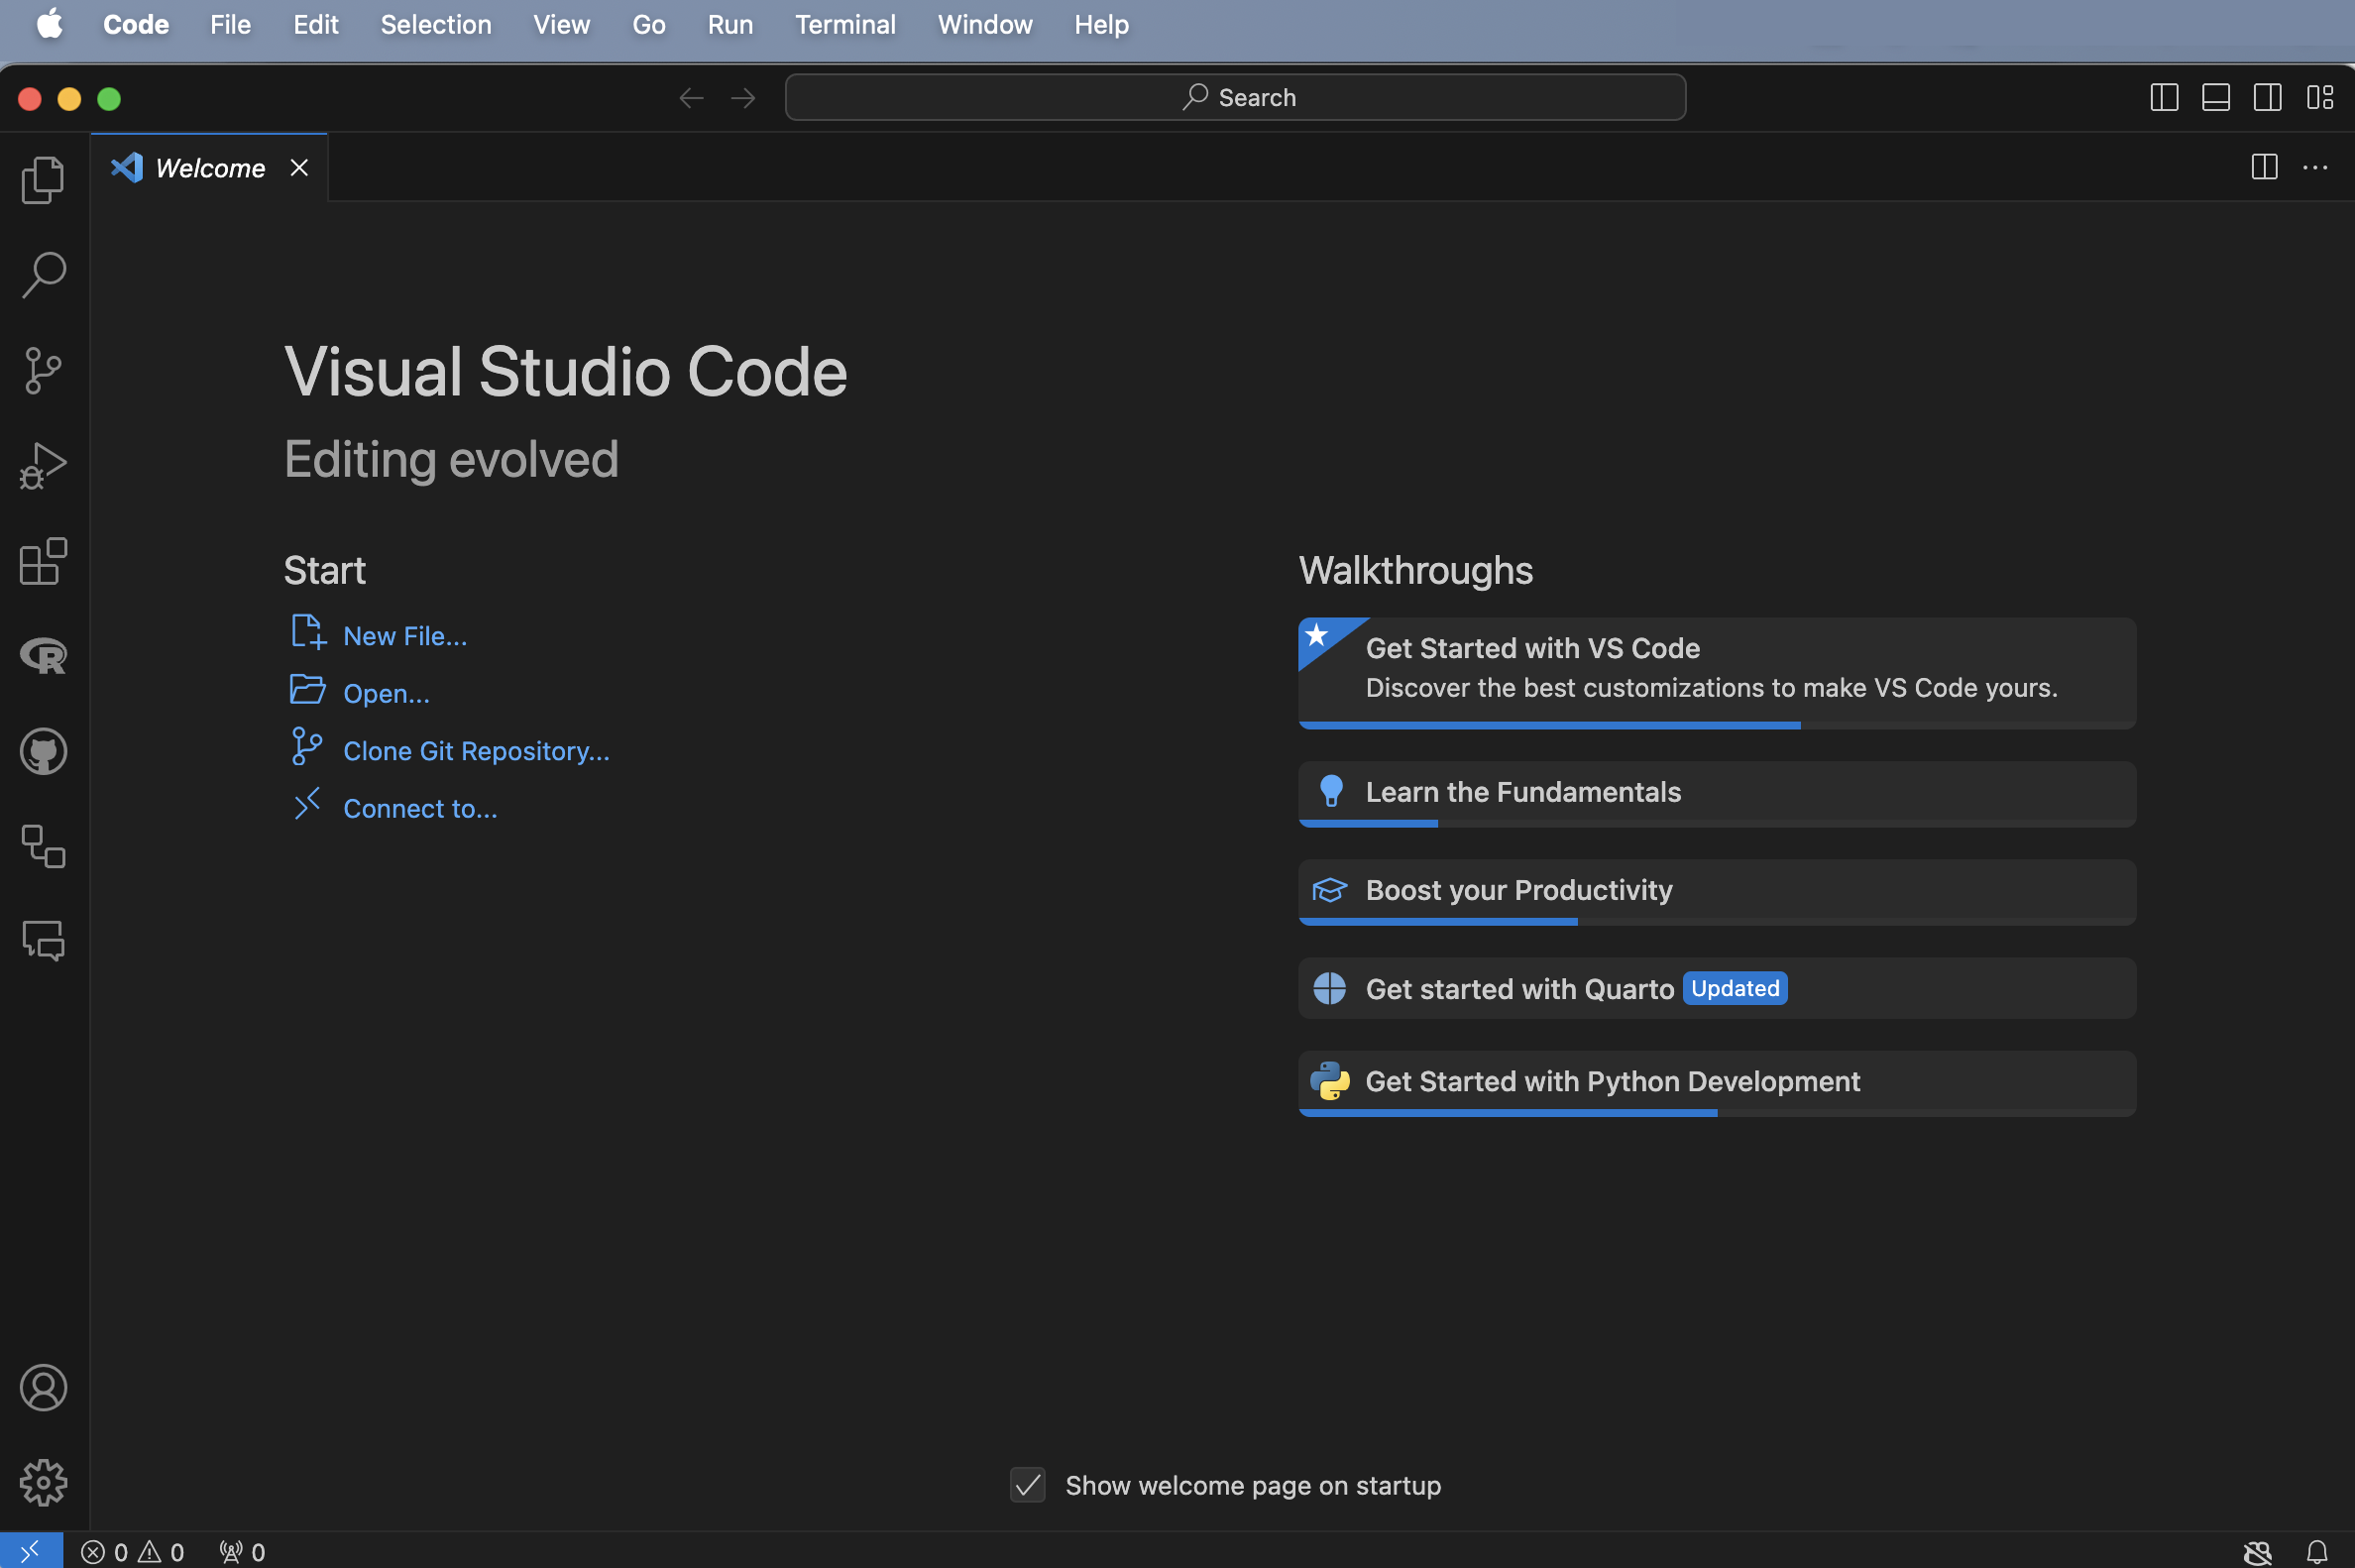 Code File Edit Selection View Go Run Terminal Window Help
Search
Welcome
Visual Studio Code
Editing evolved
Start
New File...
Open...
Clone Git Repository...
Connect to...
Walkthroughs
Get Started with VS Code
Discover the best customizations to make VS Code yours.
Learn the Fundamentals
Boost your Productivity
Get started with Quarto Updated
Get Started with Python Development
Show welcome page on startup
0 0 0